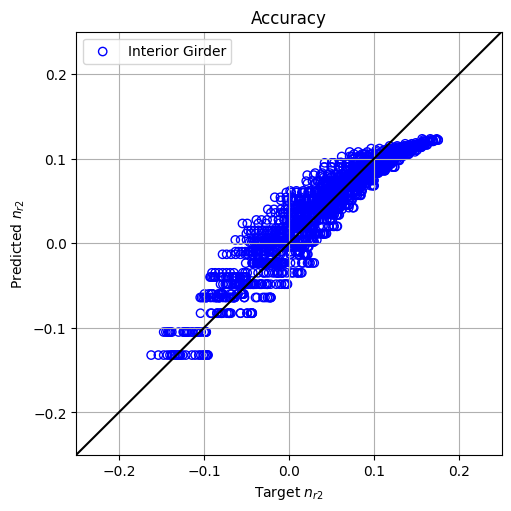 Accuracy
Interior Girder
0.2
0.1
0.0
−0.1
−0.2
Predicted n_{r2}
−0.2 −0.1 0.0 0.1 0.2
Target n_{r2}